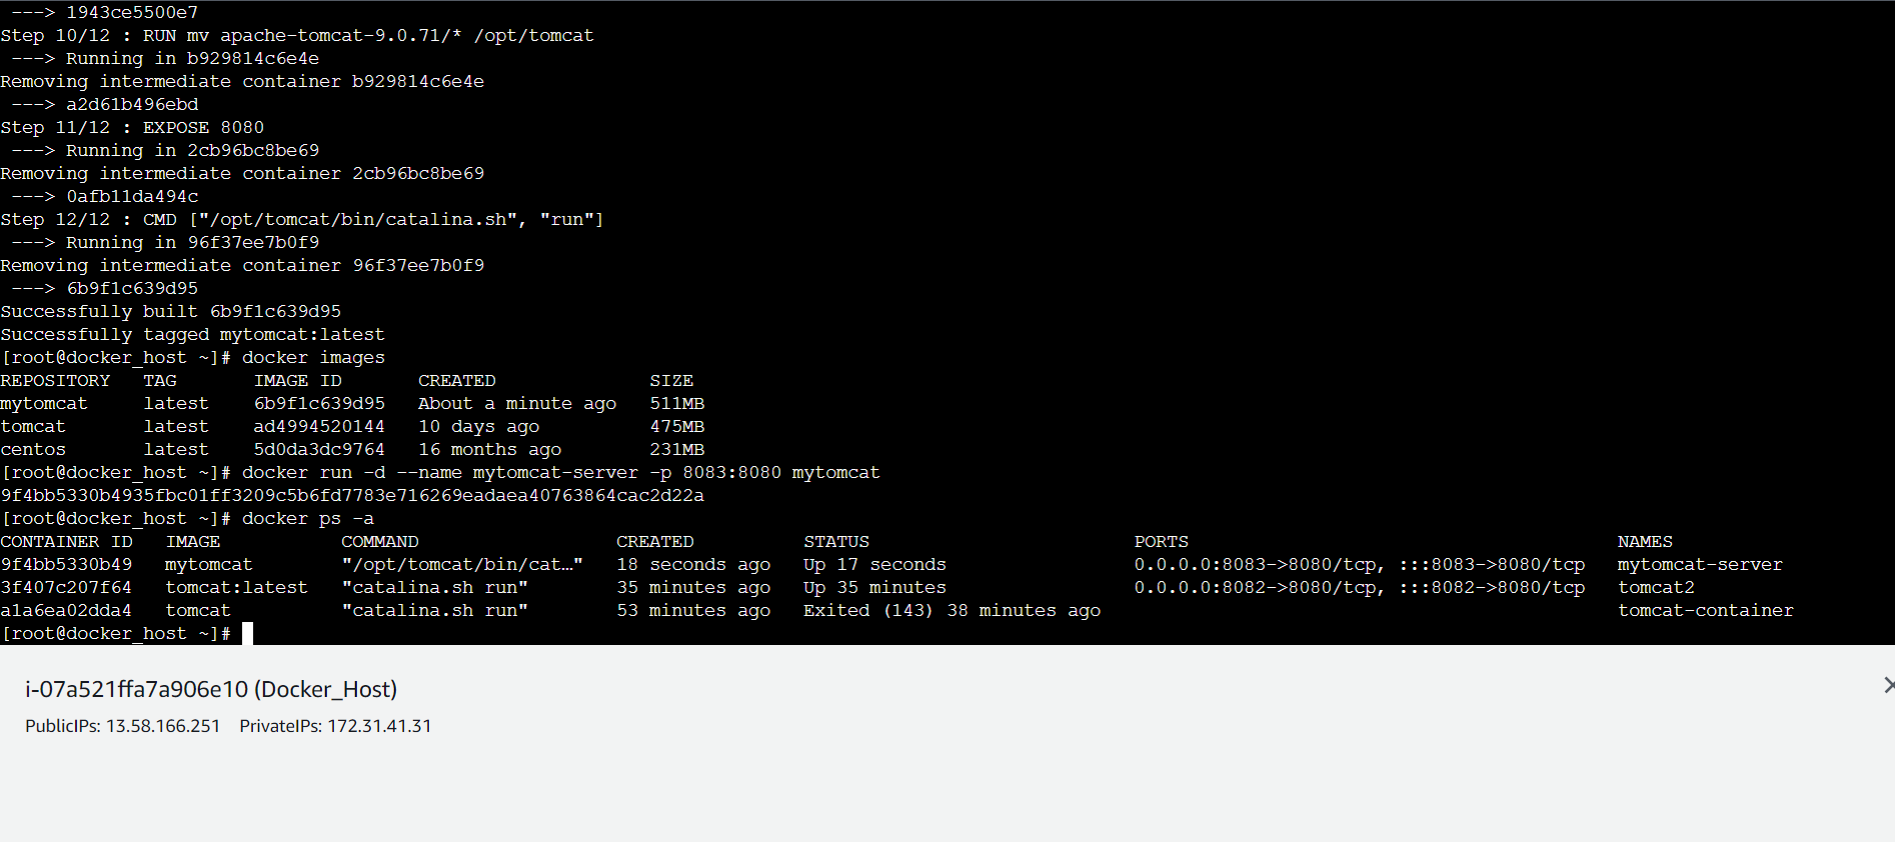 ---> 1943ce5500e7
Step 10/12 : RUN mv apache-tomcat-9.0.71/* /opt/tomcat
---> Running in b929814c6e4e
Removing intermediate container b929814c6e4e
---> a2d61b496ebd
Step 11/12 : EXPOSE 8080
---> Running in 2cb96bc8be69
Removing intermediate container 2cb96bc8be69
---> 0afb11da494c
Step 12/12 : CMD ["/opt/tomcat/bin/catalina.sh", "run"]
---> Running in 96f37ee7b0f9
Removing intermediate container 96f37ee7b0f9
---> 6b9f1c639d95
Successfully built 6b9f1c639d95
Successfully tagged mytomcat:latest
[root@docker_host ~]# docker images
REPOSITORY TAG IMAGE ID CREATED SIZE
mytomcat latest 6b9f1c639d95 About a minute ago 511MB
tomcat latest ad4994520144 10 days ago 475MB
centos latest 5d0da3dc9764 16 months ago 231MB
[root@docker_host ~]# docker run -d --name mytomcat-server -p 8083:8080 mytomcat
9f4bb5330b4935fbc01ff3209c5b6fd7783e716269eadaea40763864cac2d22a
[root@docker_host ~]# docker ps -a
CONTAINER ID IMAGE COMMAND CREATED STATUS PORTS NAMES
9f4bb5330b49 mytomcat "/opt/tomcat/bin/cat…" 18 seconds ago Up 17 seconds 0.0.0.0:8083->8080/tcp, :::8083->8080/tcp mytomcat-server
3f407c207f64 tomcat:latest "catalina.sh run" 35 minutes ago Up 35 minutes 0.0.0.0:8082->8080/tcp, :::8082->8080/tcp tomcat2
a1a6ea02dda4 tomcat "catalina.sh run" 53 minutes ago Exited (143) 38 minutes ago tomcat-container
[root@docker_host ~]#
i-07a521ffa7a906e10 (Docker_Host)
PublicIPs: 13.58.166.251 PrivateIPs: 172.31.41.31